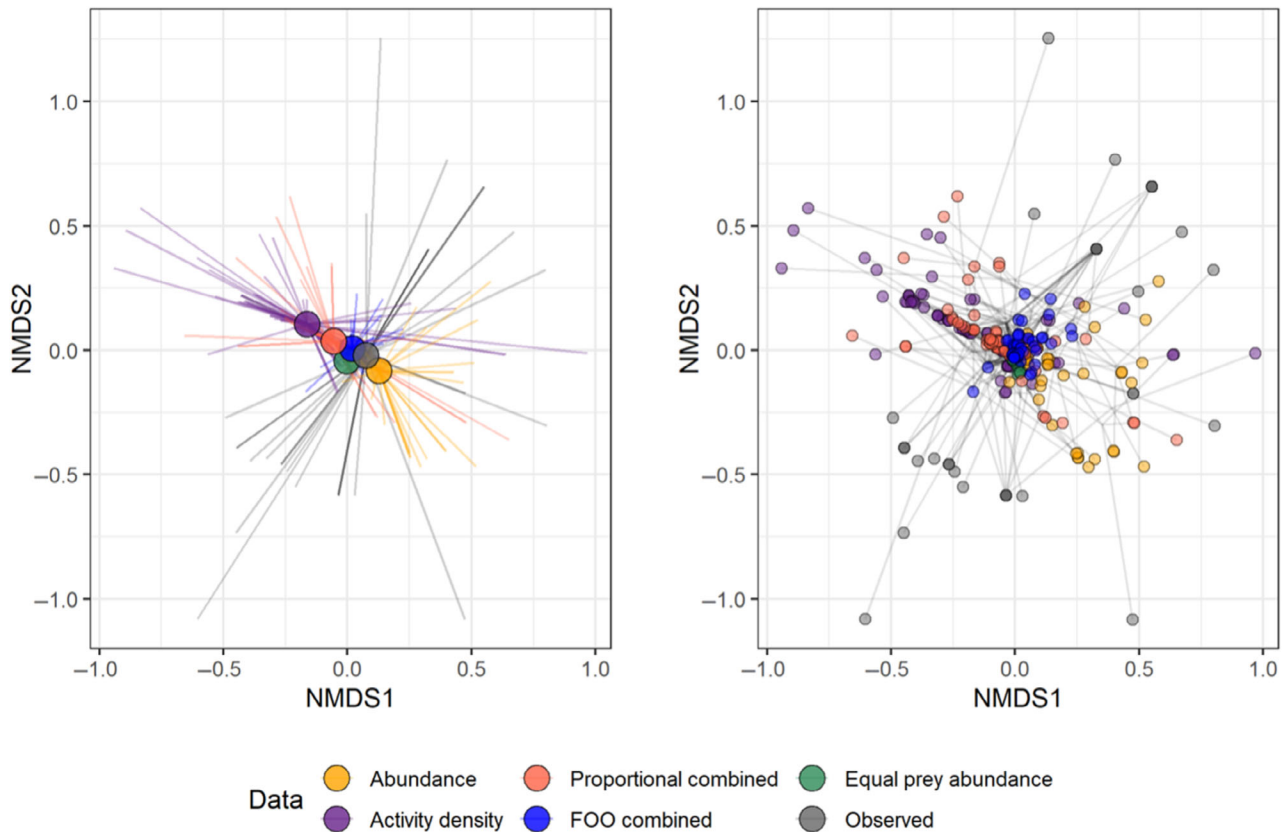 1.0
0.5
0.0
–0.5
–1.0
NMDS2
–1.0
–0.5
0.0
0.5
1.0
NMDS1
1.0
0.5
0.0
–0.5
–1.0
NMDS2
–1.0
–0.5
0.0
0.5
1.0
NMDS1
Data
Abundance
Proportional combined
Equal prey abundance
Activity density
FOO combined
Observed